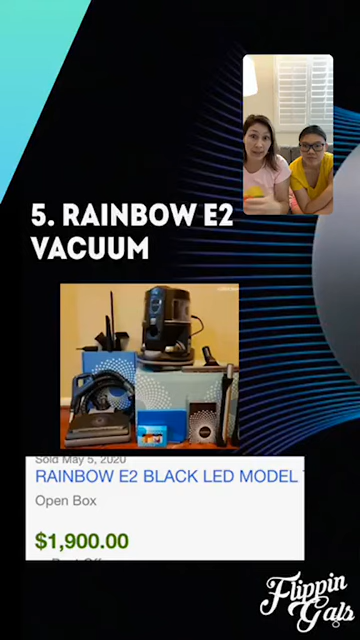 5. RAINBOW E2
VACUUM
Sold May 5, 2020
RAINBOW E2 BLACK LED MODEL
Open Box
$1,900.00
Flippin
Gals